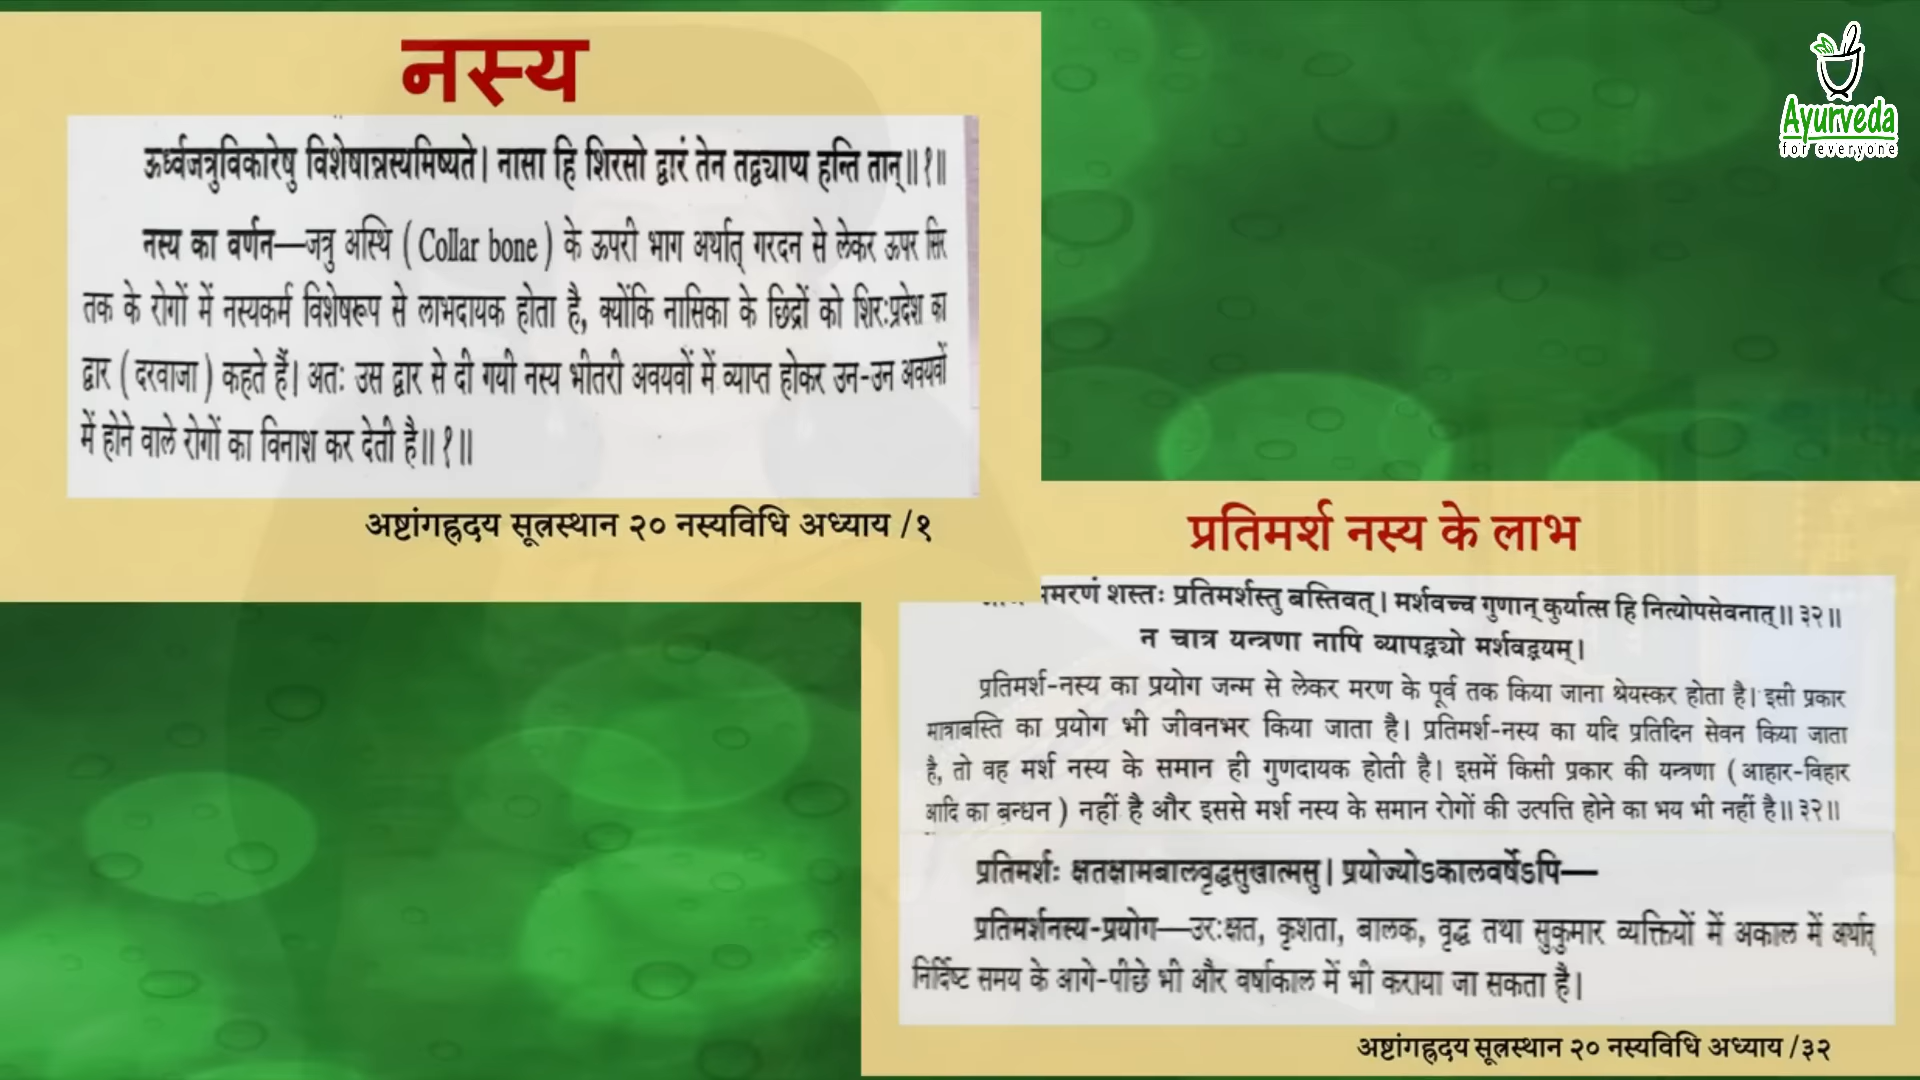 नस्य
ऊर्ध्वजत्रुविकारेषु विशेषान्नस्यमिष्यते। नासा हि शिरसो द्वारं तेन तद्व्याप्य हन्ति तान्॥१॥
नस्य का वर्णन—जत्रु अस्थि ( Collar bone ) के ऊपरी भाग अर्थात् गरदन से लेकर ऊपर सिर
तक के रोगों में नस्यकर्म विशेषरूप से लाभदायक होता है, क्योंकि नासिका के छिद्रों को शिरःप्रदेश का
द्वार ( दरवाजा ) कहते हैं। अतः उस द्वार से दी गयी नस्य भीतरी अवयवों में व्याप्त होकर उन-उन अवयवों
में होने वाले रोगों का विनाश कर देती है॥१॥
अष्टांगह्रदय सूत्रस्थान २० नस्यविधि अध्याय /१
Ayurveda
for everyone
प्रतिमर्श नस्य के लाभ
शस्तः प्रतिमर्शस्तु बस्तिवत्। मर्शवच्च गुणान् कुर्यात्स हि नित्योपसेवनात्॥३२॥
न चात्र यन्त्रणा नापि व्यापद्भ्यो मर्शवद्भयम्।
प्रतिमर्श-नस्य का प्रयोग जन्म से लेकर मरण के पूर्व तक किया जाना श्रेयस्कर होता है। इसी प्रकार
मात्राबस्ति का प्रयोग भी जीवनभर किया जाता है। प्रतिमर्श-नस्य का यदि प्रतिदिन सेवन किया जाता
है, तो वह मर्श नस्य के समान ही गुणदायक होती है। इसमें किसी प्रकार की यन्त्रणा ( आहार-विहार
आदि का बन्धन ) नहीं है और इससे मर्श नस्य के समान रोगों की उत्पत्ति होने का भय भी नहीं है॥३२॥
प्रतिमर्शः क्षतक्षामबालवृद्धसुखात्मसु। प्रयोज्योऽकालवर्षेऽपि—
प्रतिमर्शनस्य-प्रयोग—उरःक्षत, कृशता, बालक, वृद्ध तथा सुकुमार व्यक्तियों में अकाल में अर्थात्
निर्दिष्ट समय के आगे-पीछे भी और वर्षाकाल में भी कराया जा सकता है।
अष्टांगह्रदय सूत्रस्थान २० नस्यविधि अध्याय /३२